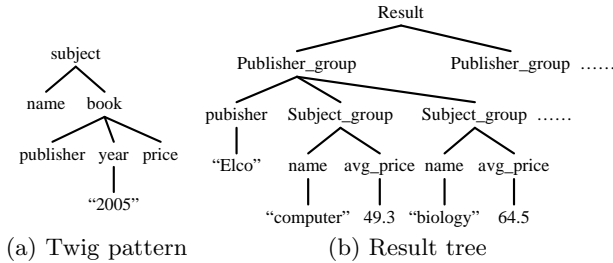 subject
name book
publisher year price
“2005”
(a) Twig pattern
Result
Publisher_group Publisher_group ......
pubisher Subject_group Subject_group ......
“Elco” name avg_price name avg_price
“computer” 49.3 “biology” 64.5
(b) Result tree